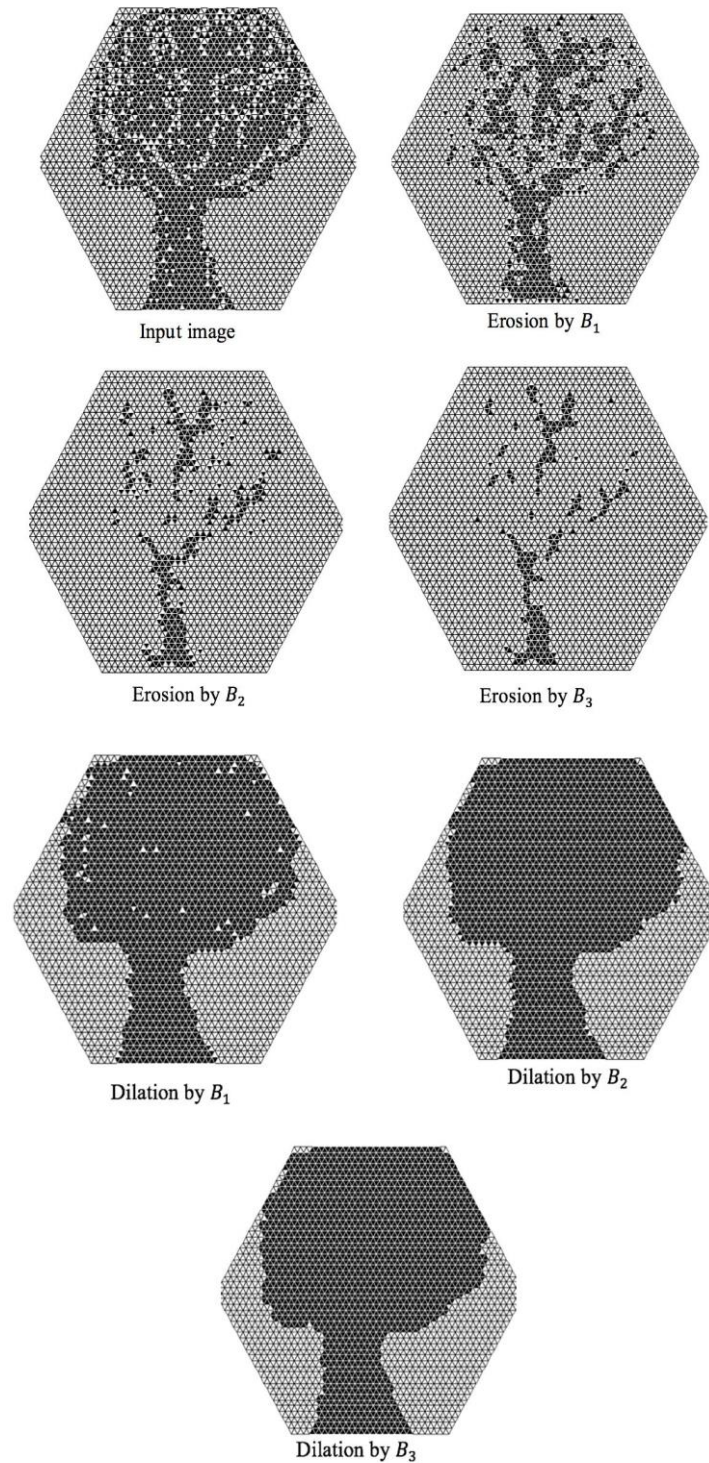 Input image
Erosion by B₁
Erosion by B₂
Erosion by B₃
Dilation by B₁
Dilation by B₂
Dilation by B₃